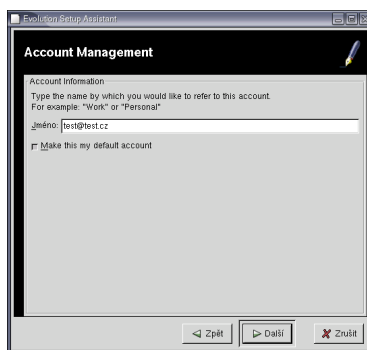 Evolution Setup Assistant
Account Management
Account Information
Type the name by which you would like to refer to this account.
For example: "Work" or "Personal"
Jméno: test@test.cz
Make this my default account
Zpět
Další
Zrušit